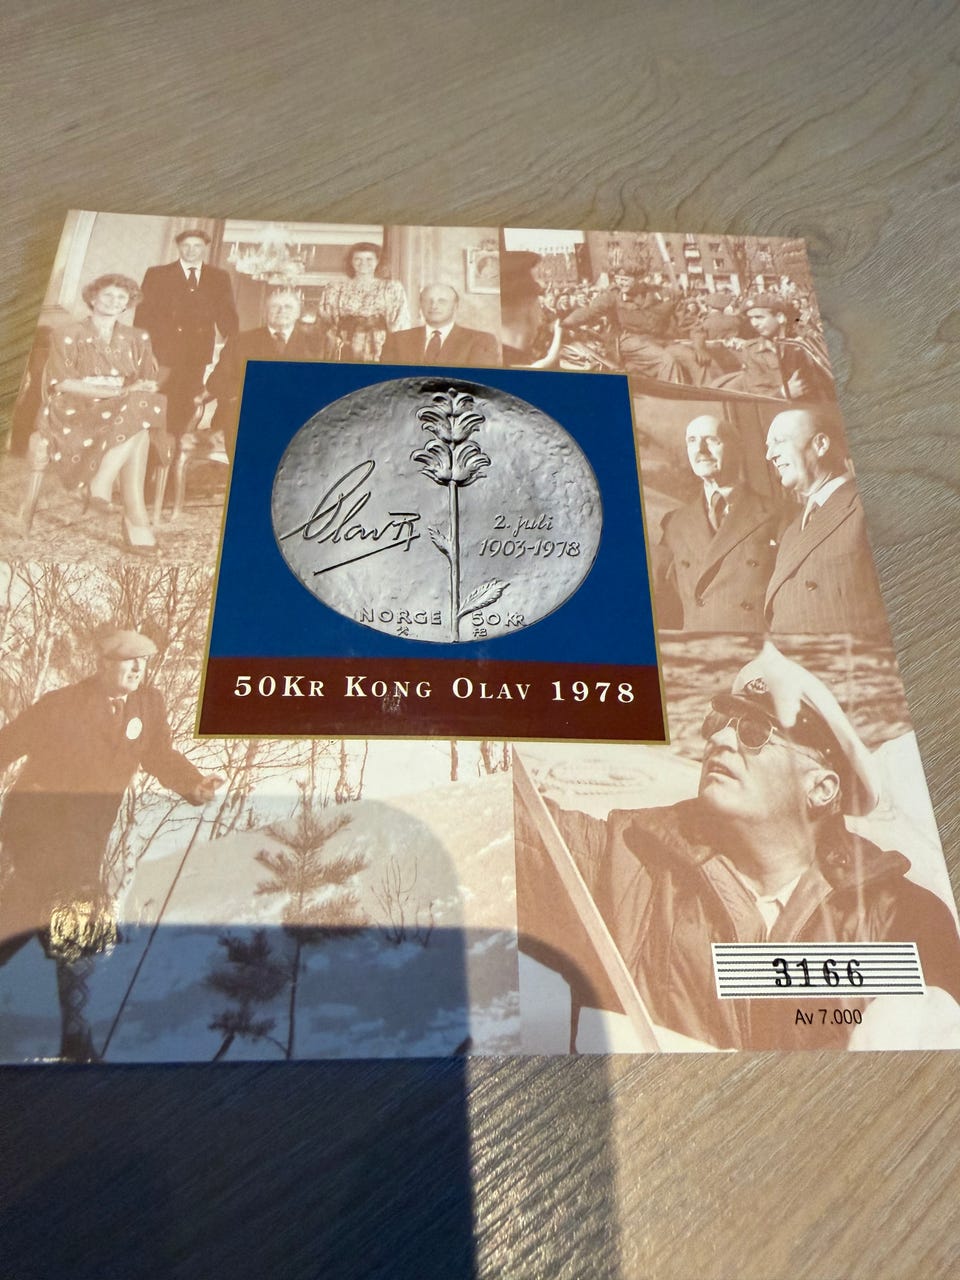 Olav R
2. juli
1903-1978
NORGE 50 KR
50KR KONG OLAV 1978
3166
Av 7.000